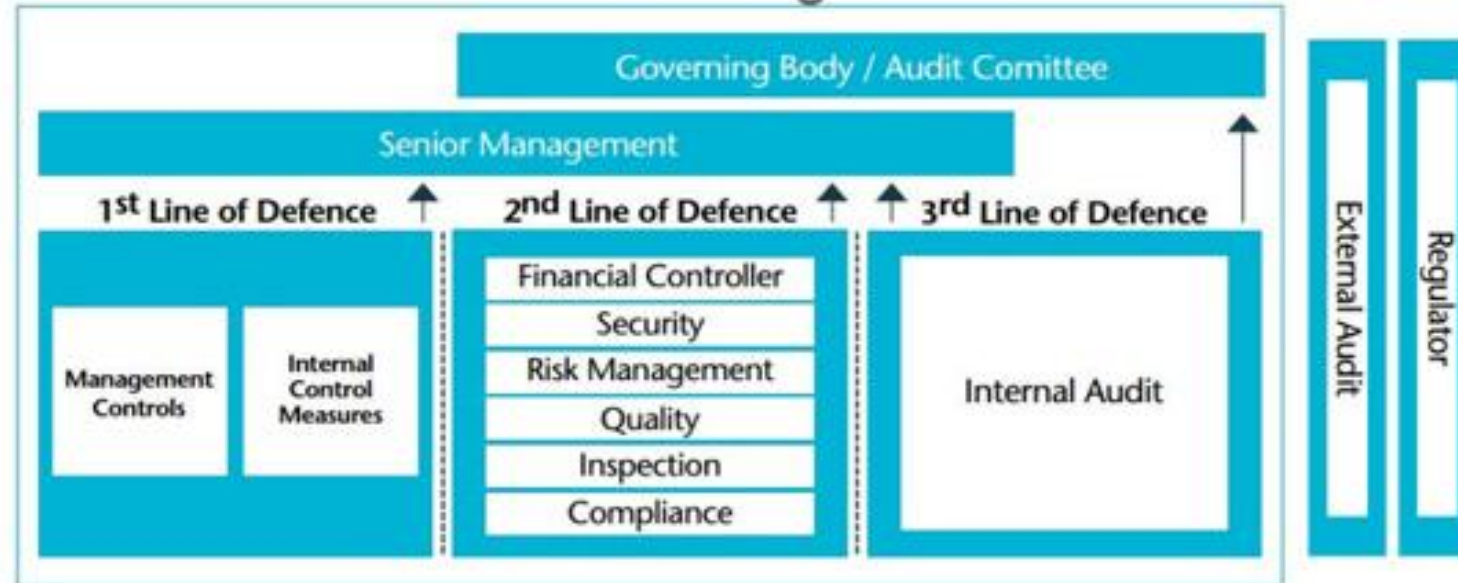 Governing Body / Audit Comittee
Senior Management
1st Line of Defence
2nd Line of Defence
3rd Line of Defence
Management
Controls
Internal
Control
Measures
Financial Controller
Security
Risk Management
Quality
Inspection
Compliance
Internal Audit
External Audit
Regulator